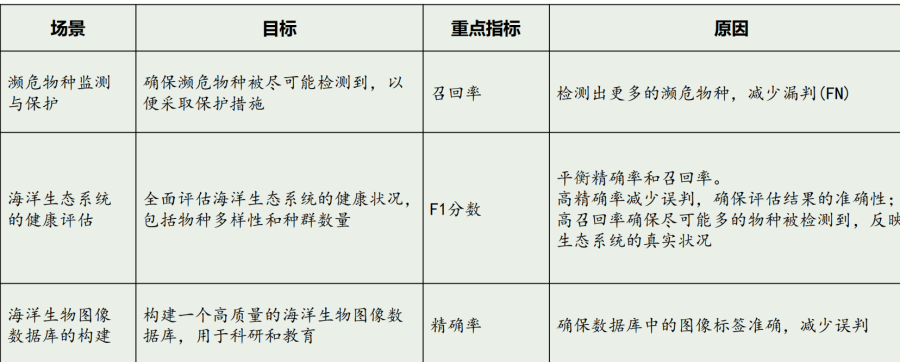 场景 目标 重点指标 原因
濒危物种监测 确保濒危物种被尽可能检测到，以
与保护 便采取保护措施 召回率 检测出更多的濒危物种，减少漏判(FN)
平衡精确率和召回率。
海洋生态系统 全面评估海洋生态系统的健康状况， 高精确率减少误判，确保评估结果的准确性；
的健康评估 包括物种多样性和种群数量 F1分数 高召回率确保尽可能多的物种被检测到，反映
生态系统的真实状况
海洋生物图像 构建一个高质量的海洋生物图像数
数据库的构建 据库，用于科研和教育 精确率 确保数据库中的图像标签准确，减少误判